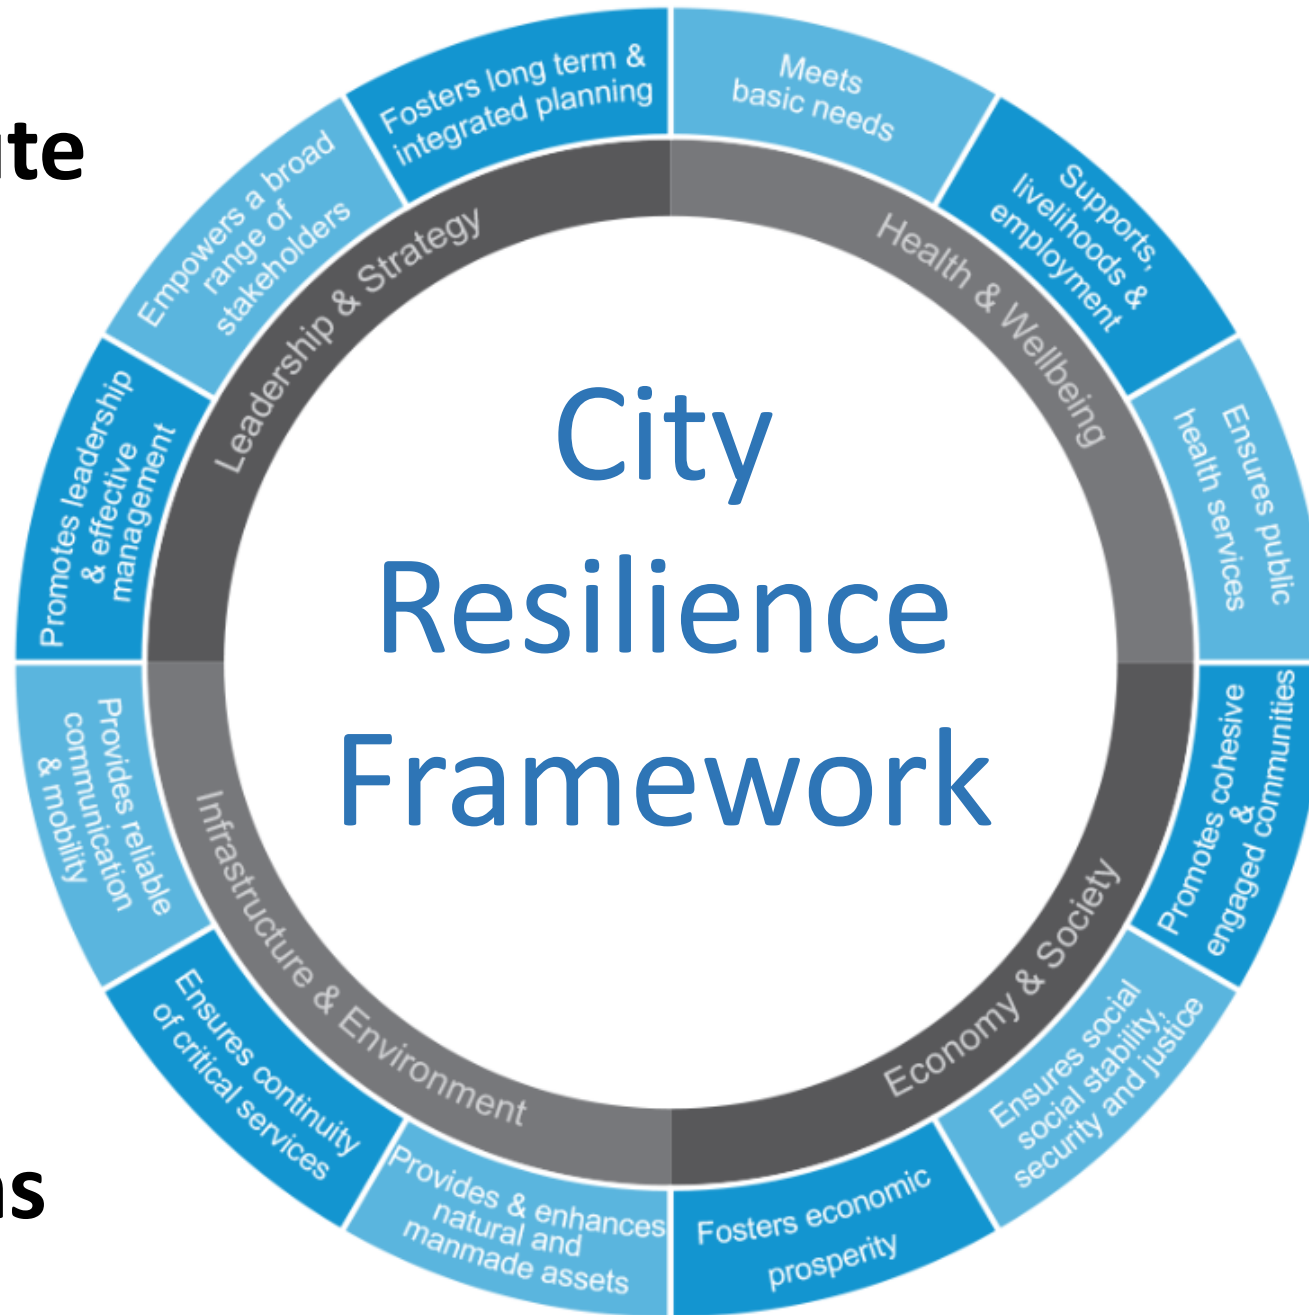 ute
ns
City
Resilience
Framework
Leadership & Strategy
Health & Wellbeing
Economy & Society
Infrastructure & Environment
Meets
basic needs
Supports,
livelihoods &
employment
Ensures public
health services
Promotes cohesive
&
engaged communities
Ensures social
social stability,
security and justice
Fosters economic
prosperity
Provides & enhances
natural and
manmade assets
Ensures continuity
of critical services
Provides reliable
communication
& mobility
Promotes leadership
& effective
management
Empowers a broad
range of
stakeholders
Fosters long term &
integrated planning